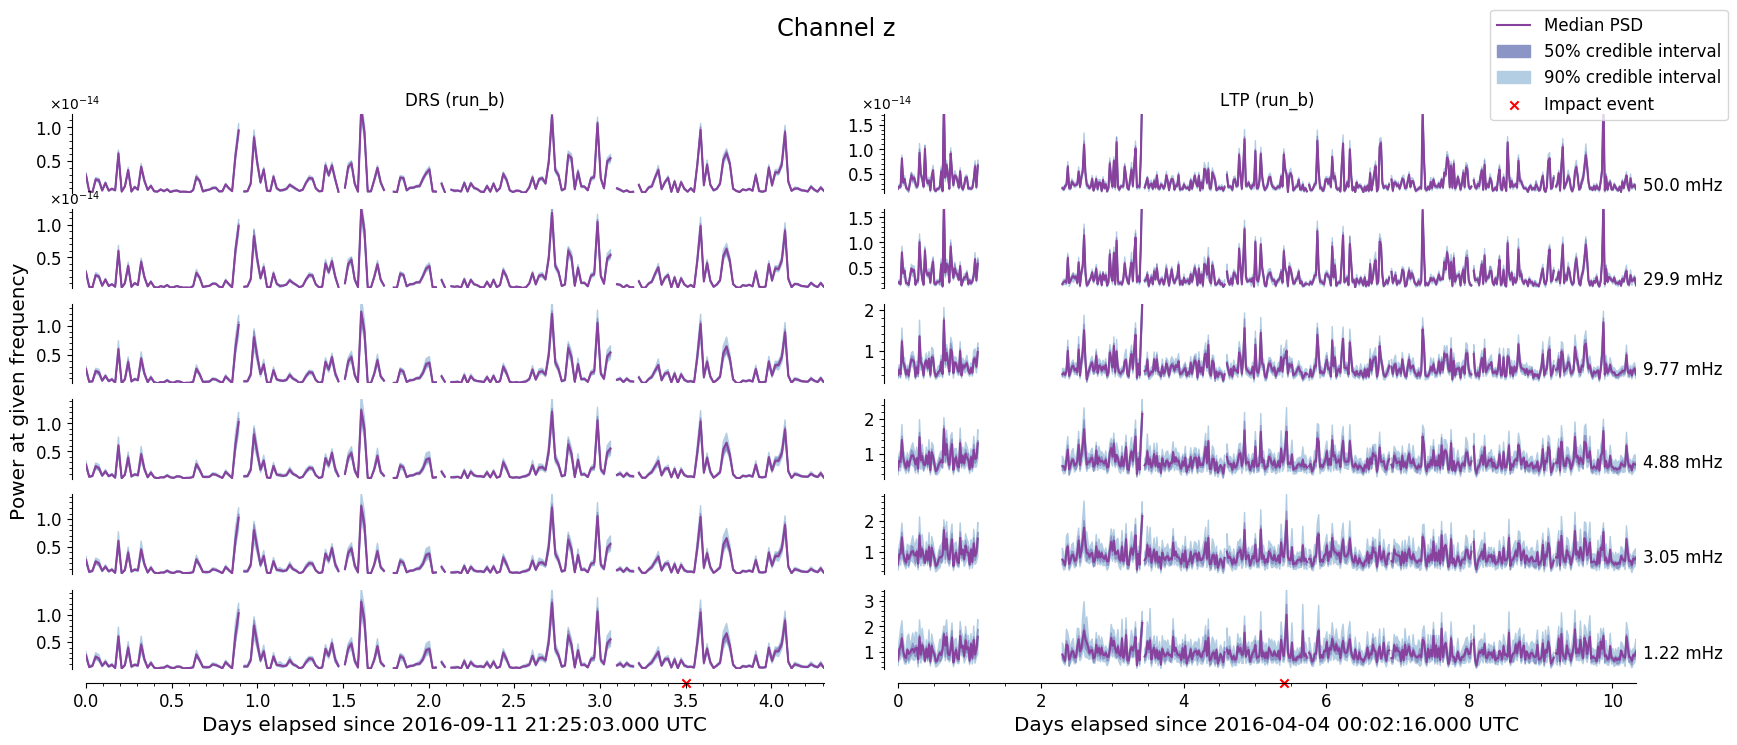 Channel z
Median PSD
50% credible interval
90% credible interval
Impact event
DRS (run_b)
LTP (run_b)
×10⁻¹⁴
×10⁻¹⁴
1.0
0.5
1.5
1.0
0.5
50.0 mHz
×10⁻¹⁴
1.0
0.5
1.5
1.0
0.5
29.9 mHz
1.0
0.5
2
1
9.77 mHz
1.0
0.5
2
1
4.88 mHz
1.0
0.5
2
1
3.05 mHz
1.0
0.5
3
2
1
1.22 mHz
Power at given frequency
0.0 0.5 1.0 1.5 2.0 2.5 3.0 3.5 4.0
0 2 4 6 8 10
Days elapsed since 2016-09-11 21:25:03.000 UTC
Days elapsed since 2016-04-04 00:02:16.000 UTC